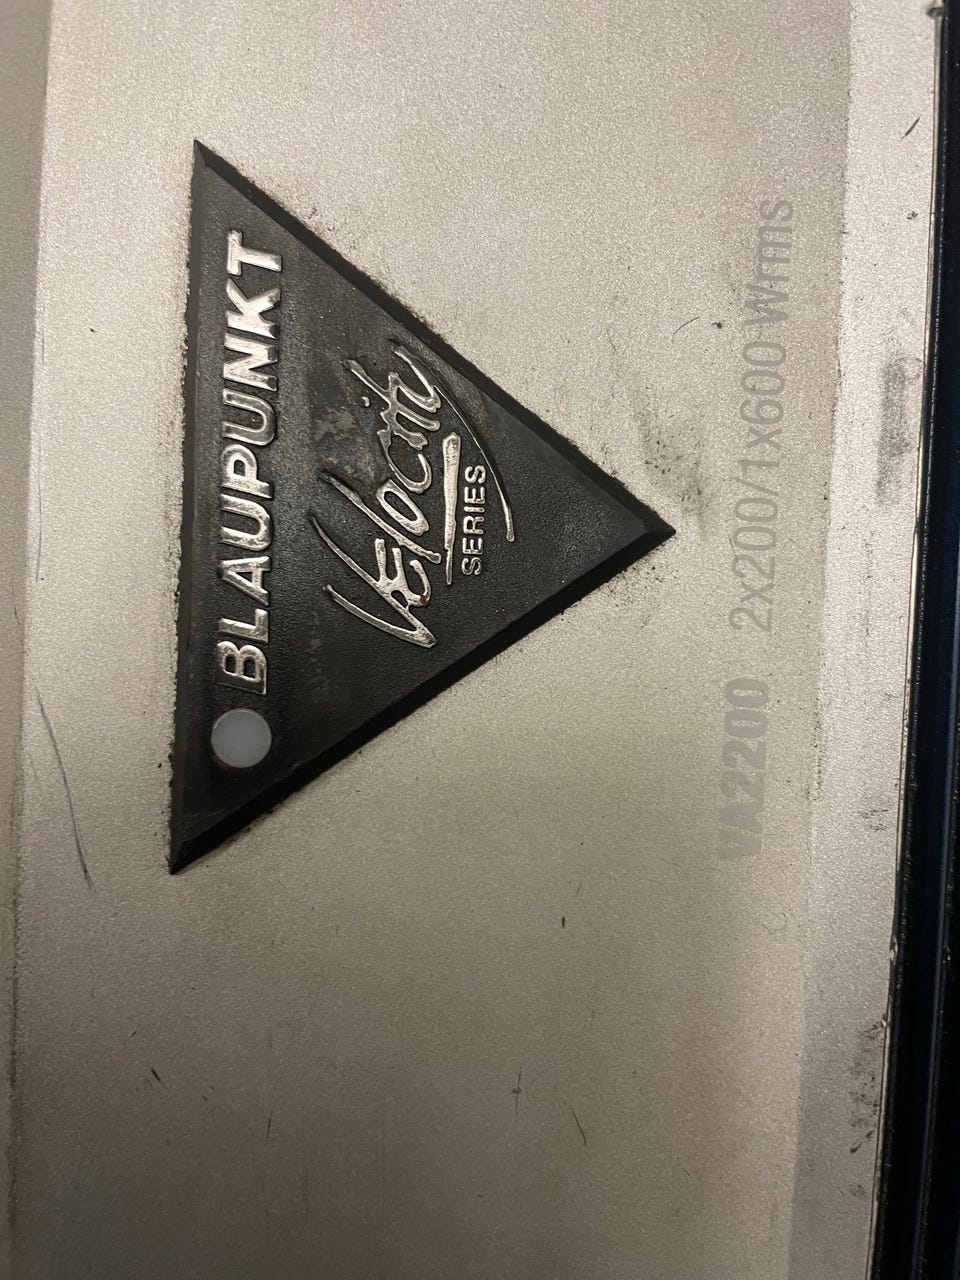 BLAUPUNKT
Velocity
SERIES
VA2200 2x200/1x600 Wrms